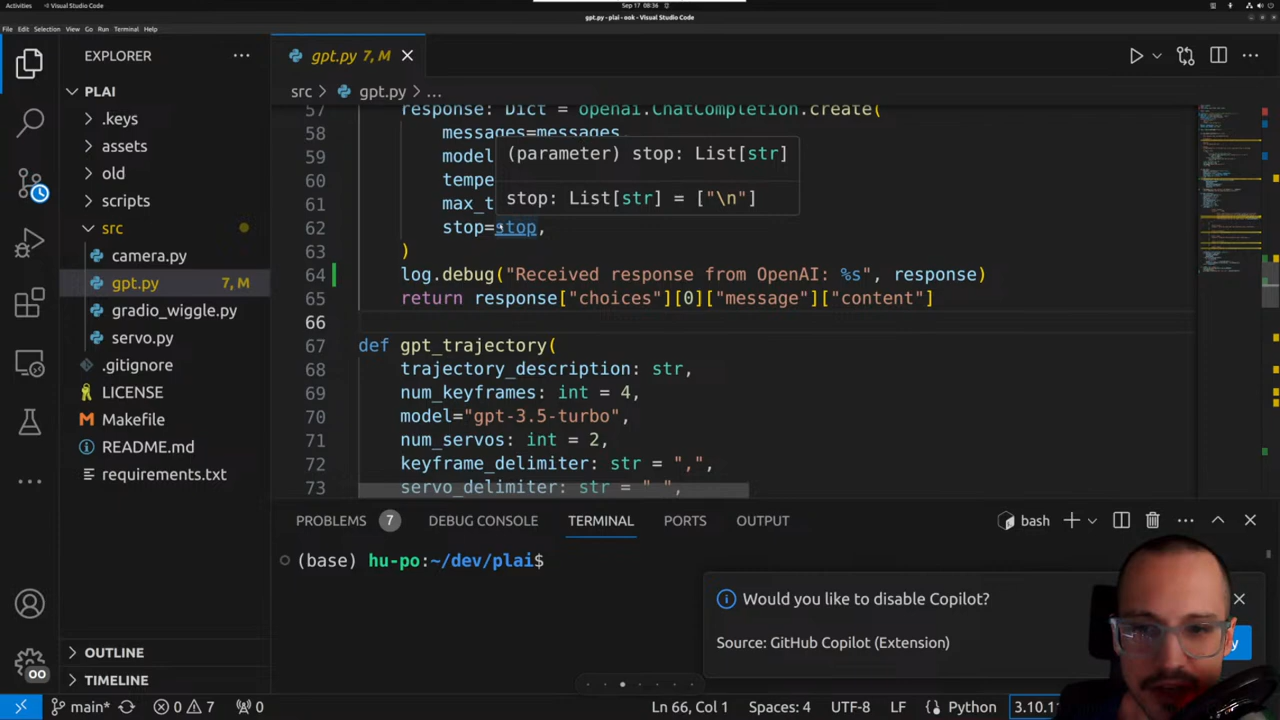 Activities
Visual Studio Code
Sep 17 08:36
gpt.py - plai - ook - Visual Studio Code
File Edit Selection View Go Run Terminal Help
EXPLORER
gpt.py 7, M
PLAI
src > gpt.py > ...
.keys
assets
old
scripts
src
camera.py
gpt.py 7, M
gradio_wiggle.py
servo.py
.gitignore
LICENSE
Makefile
README.md
requirements.txt
57 response: Dict = openai.ChatCompletion.create(
58 messages=messages,
59 model
60 tempe
61 max_t
(parameter) stop: List[str]
stop: List[str] = ["\n"]
62 stop=stop,
63 )
64 log.debug("Received response from OpenAI: %s", response)
65 return response["choices"][0]["message"]["content"]
66
67 def gpt_trajectory(
68 trajectory_description: str,
69 num_keyframes: int = 4,
70 model="gpt-3.5-turbo",
71 num_servos: int = 2,
72 keyframe_delimiter: str = ",",
73 servo_delimiter: str = " ",
PROBLEMS 7 DEBUG CONSOLE TERMINAL PORTS OUTPUT
bash
(base) hu-po:~/dev/plai$
Would you like to disable Copilot?
Source: GitHub Copilot (Extension)
OUTLINE
TIMELINE
main* 0 7 0
Ln 66, Col 1 Spaces: 4 UTF-8 LF Python